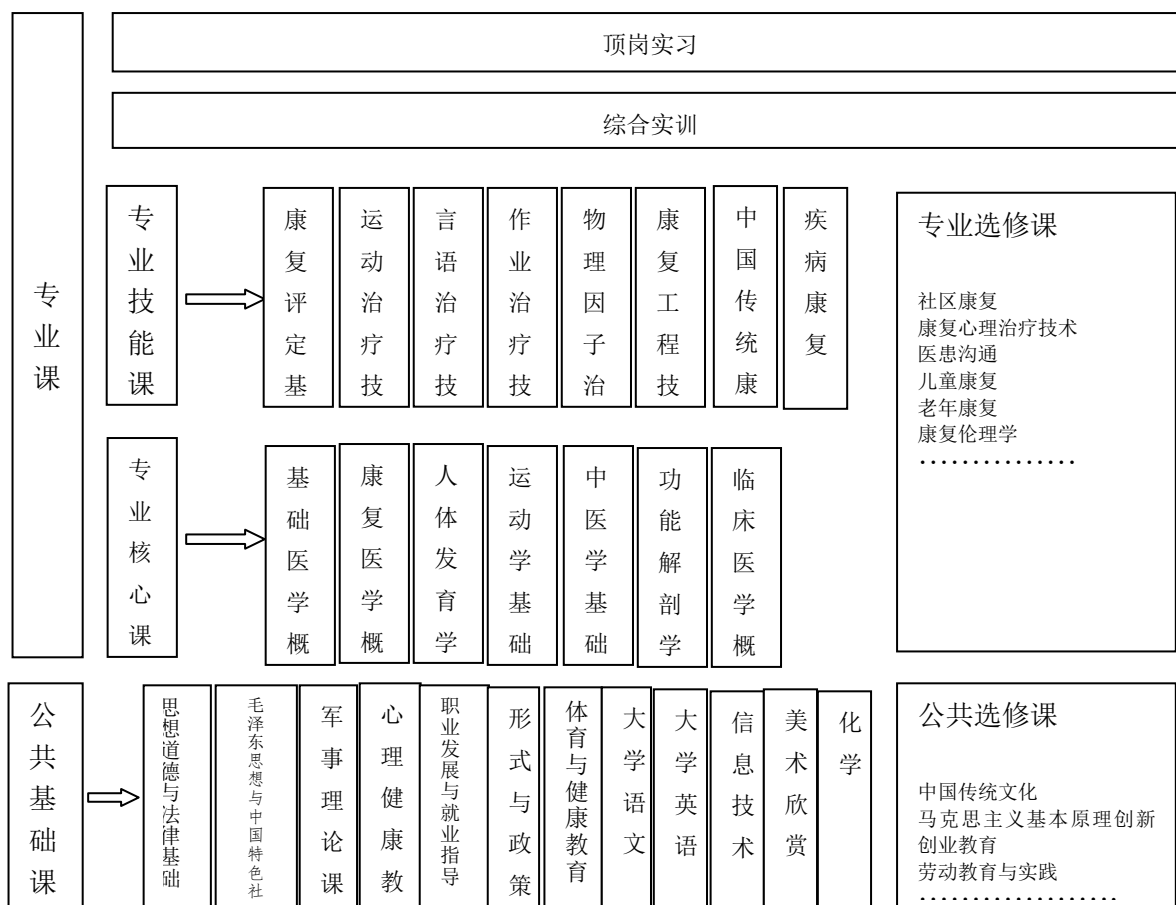 顶岗实习
综合实训
专业课
专业技能课
康复评定基
运动治疗技
言语治疗技
作业治疗技
物理因子治
康复工程技
中国传统康
疾病康复
专业选修课
社区康复
康复心理治疗技术
医患沟通
儿童康复
老年康复
康复伦理学
……………
专业核心课
基础医学概
康复医学概
人体发育学
运动学基础
中医学基础
功能解剖学
临床医学概
公共基础课
思想道德与法律基础
毛泽东思想与中国特色社
军事理论课
心理健康教
职业发展与就业指导
形式与政策
体育与健康教育
大学语文
大学英语
信息技术
美术欣赏
化学
公共选修课
中国传统文化
马克思主义基本原理创新
创业教育
劳动教育与实践
…………………